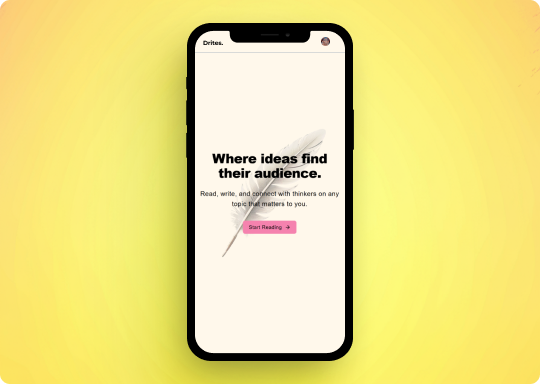 Drites.
Where ideas find
their audience.
Read, write, and connect with thinkers on any
topic that matters to you.
Start Reading →